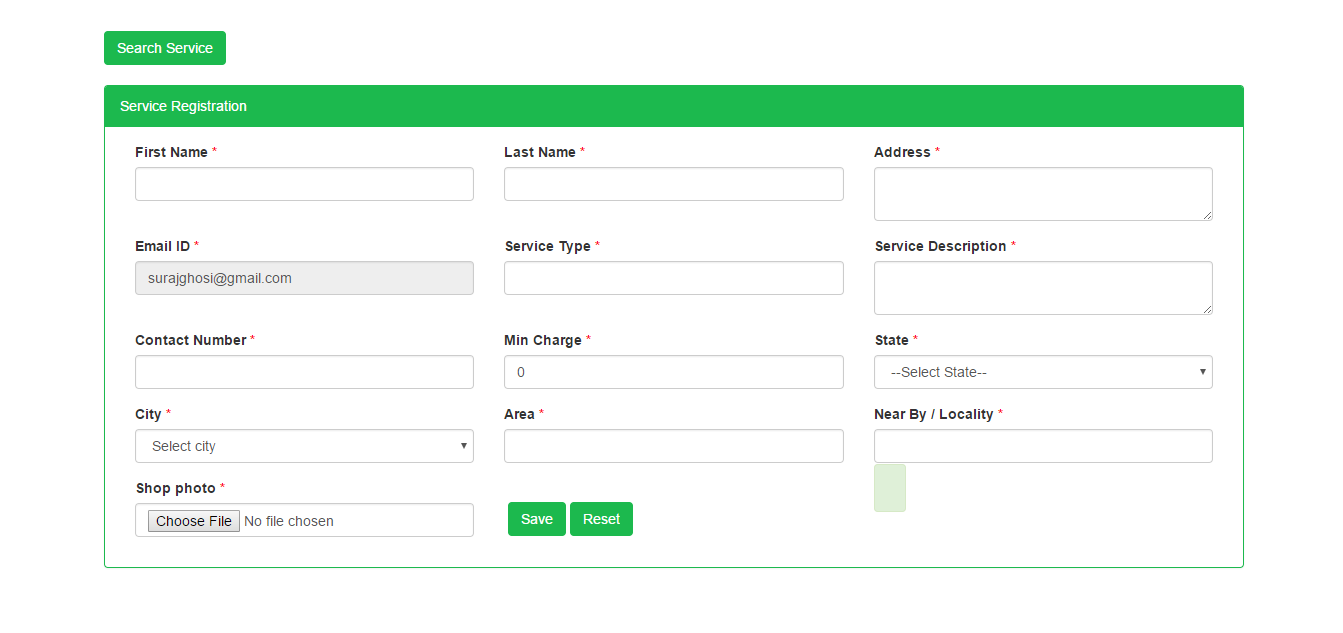 Search Service
Service Registration
First Name *
Last Name *
Address *
Email ID *
surajghosi@gmail.com
Service Type *
Service Description *
Contact Number *
Min Charge *
0
State *
--Select State--
City *
Select city
Area *
Near By / Locality *
Shop photo *
Choose File No file chosen
Save Reset